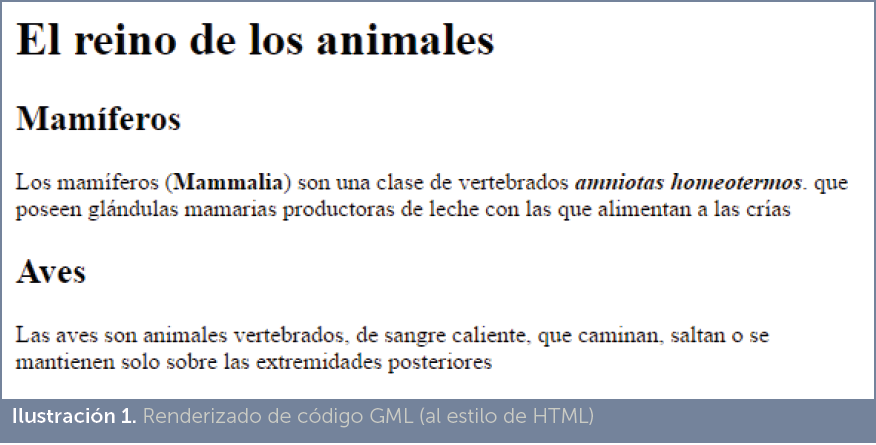 El reino de los animales
Mamíferos
Los mamíferos (Mammalia) son una clase de vertebrados amniotas homeotermos. que
poseen glándulas mamarias productoras de leche con las que alimentan a las crías
Aves
Las aves son animales vertebrados, de sangre caliente, que caminan, saltan o se
mantienen solo sobre las extremidades posteriores
Ilustración 1. Renderizado de código GML (al estilo de HTML)